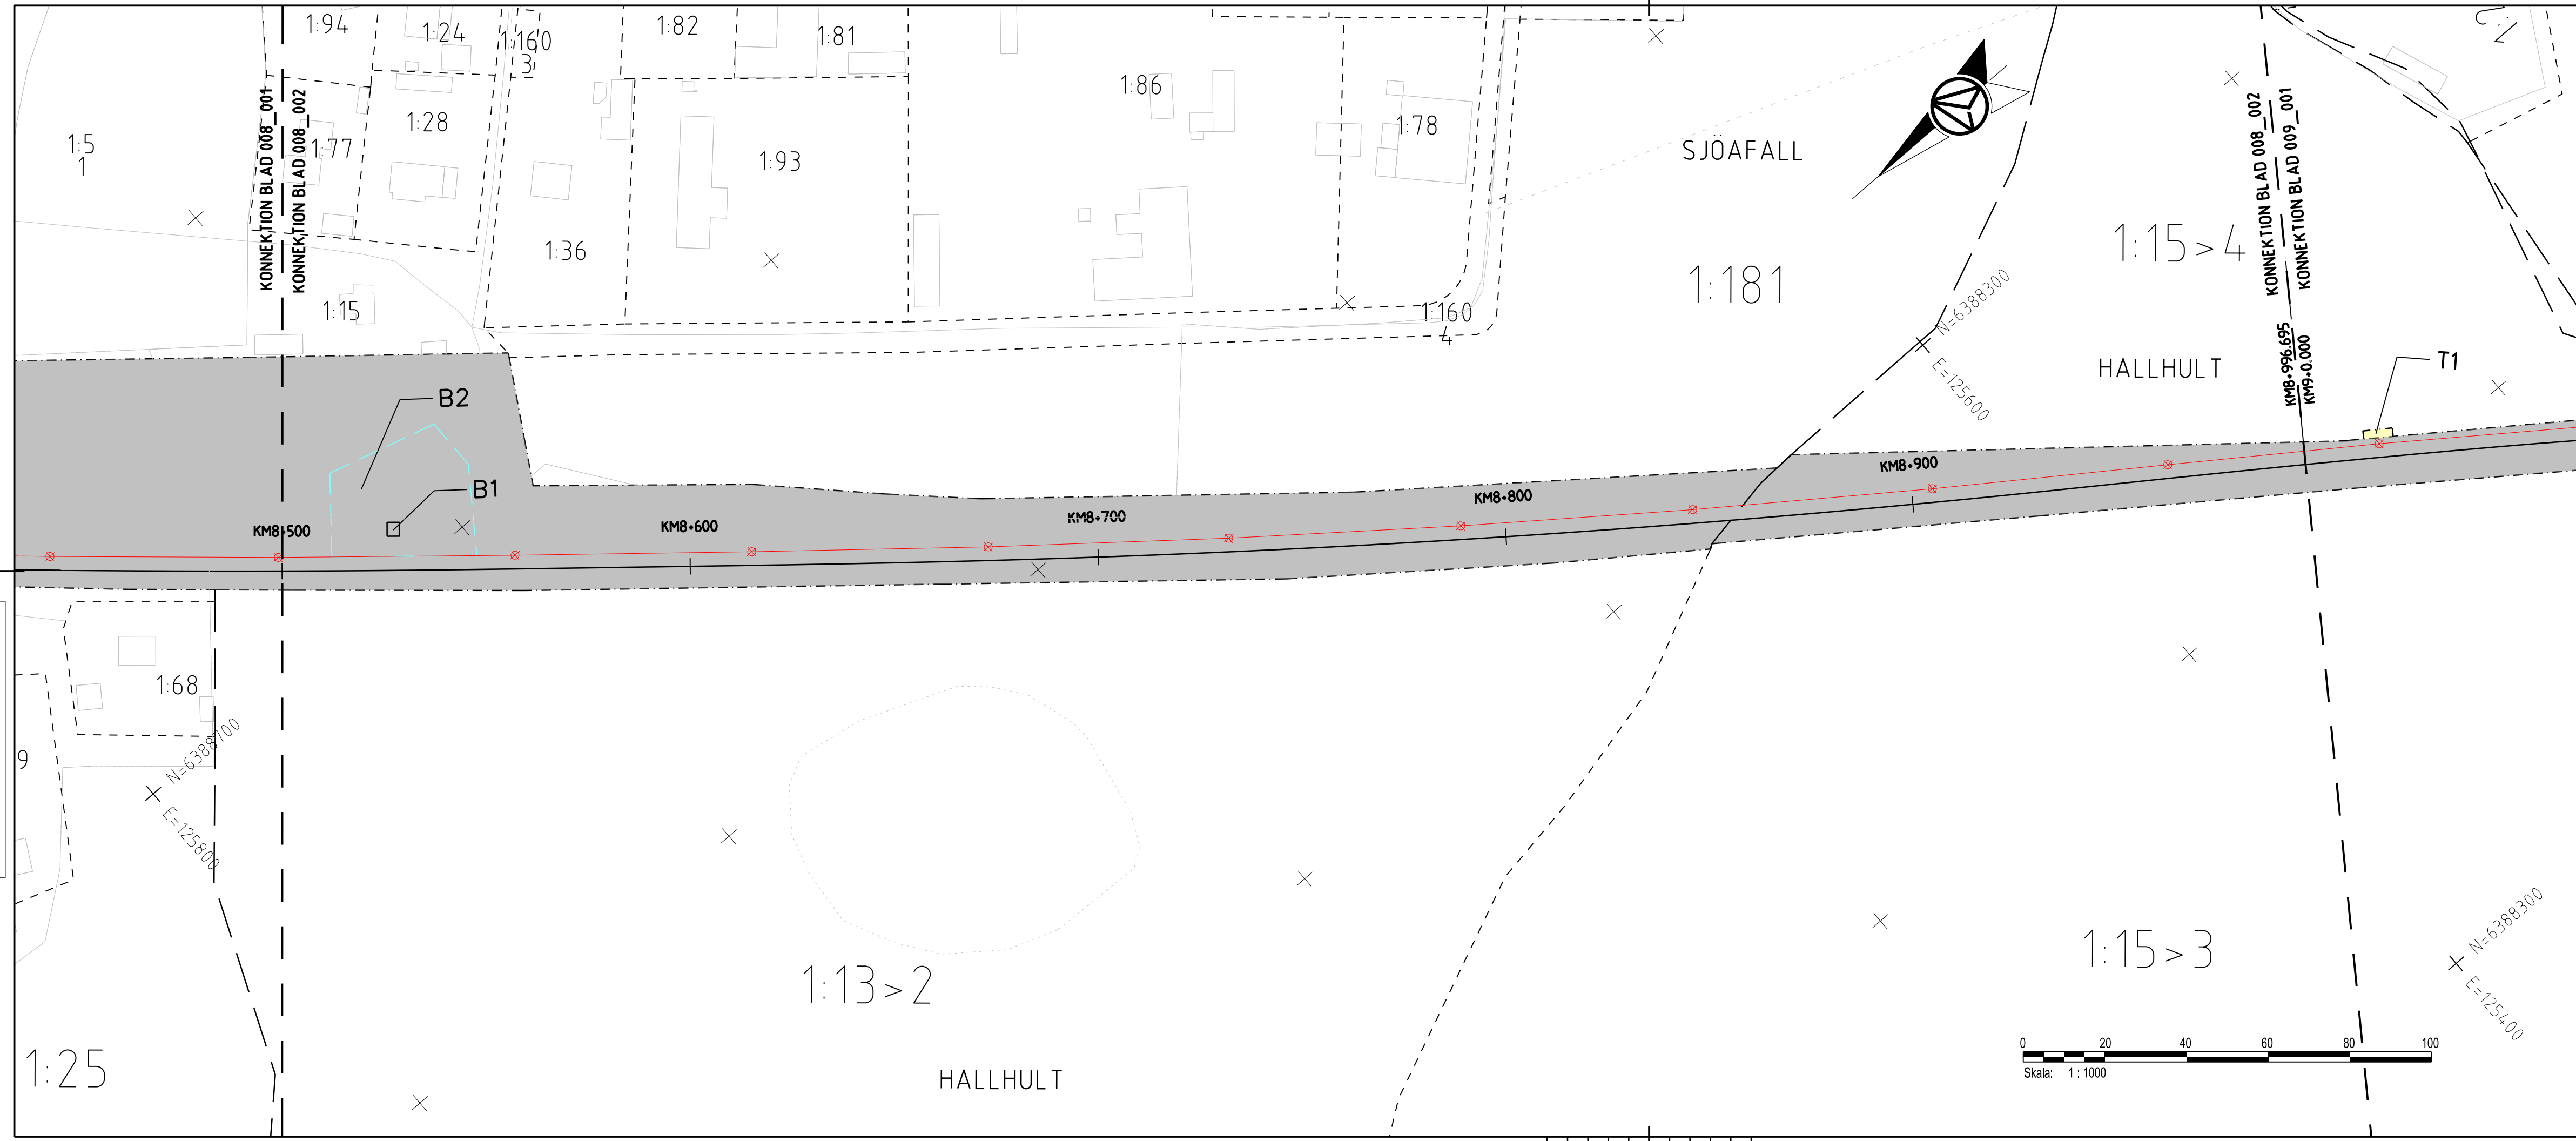 1:94
1:24
1:160
3
1:82
1:81
1:86
1:78
1:5
1
1:77
1:28
1:93
1:36
1:15
1:160
4
KONNEKTION BLAD 008_001
KONNEKTION BLAD 008_002
SJÖAFALL
1:181
1:15>4
HALLHULT
N=6388300
E=125600
KONNEKTION BLAD 008_002
KONNEKTION BLAD 009_001
KM8+996.695
KM9+0.000
T1
B2
B1
KM8+500
KM8+600
KM8+700
KM8+800
KM8+900
1:68
9
N=6388700
E=125800
1:25
1:13>2
HALLHULT
1:15>3
N=6388300
E=125400
0 20 40 60 80 100
Skala: 1 : 1000